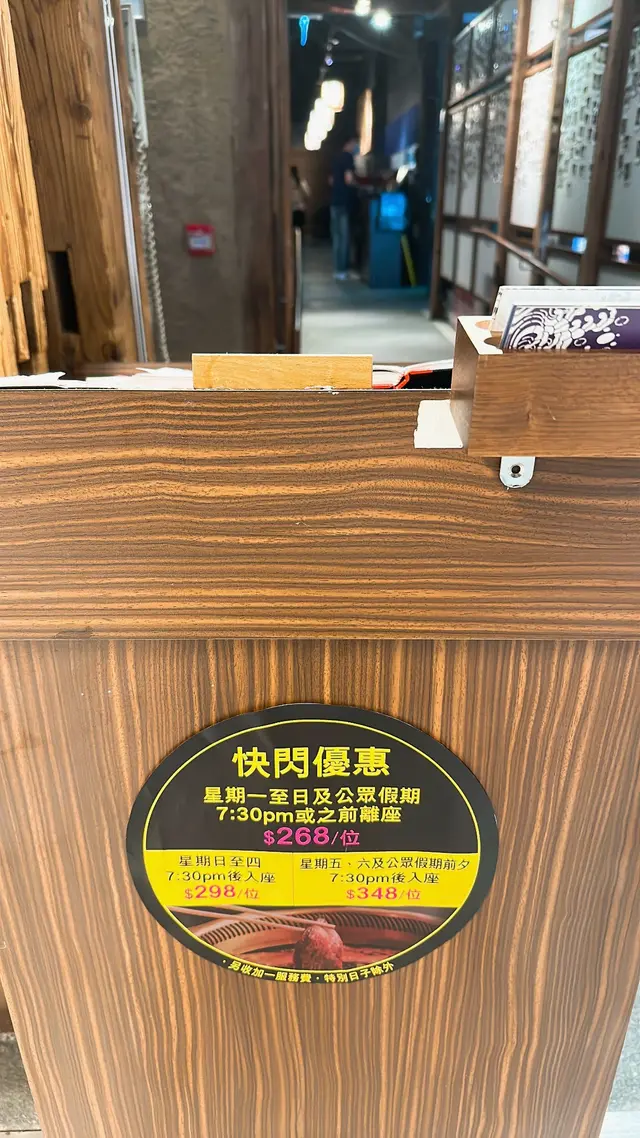 快閃優惠
星期一至日及公眾假期
7:30pm或之前離座
$268/位
星期日至四
7:30pm後入座
$298/位
星期五、六及公眾假期前夕
7:30pm後入座
$348/位
·另收加一服務費·特別日子除外